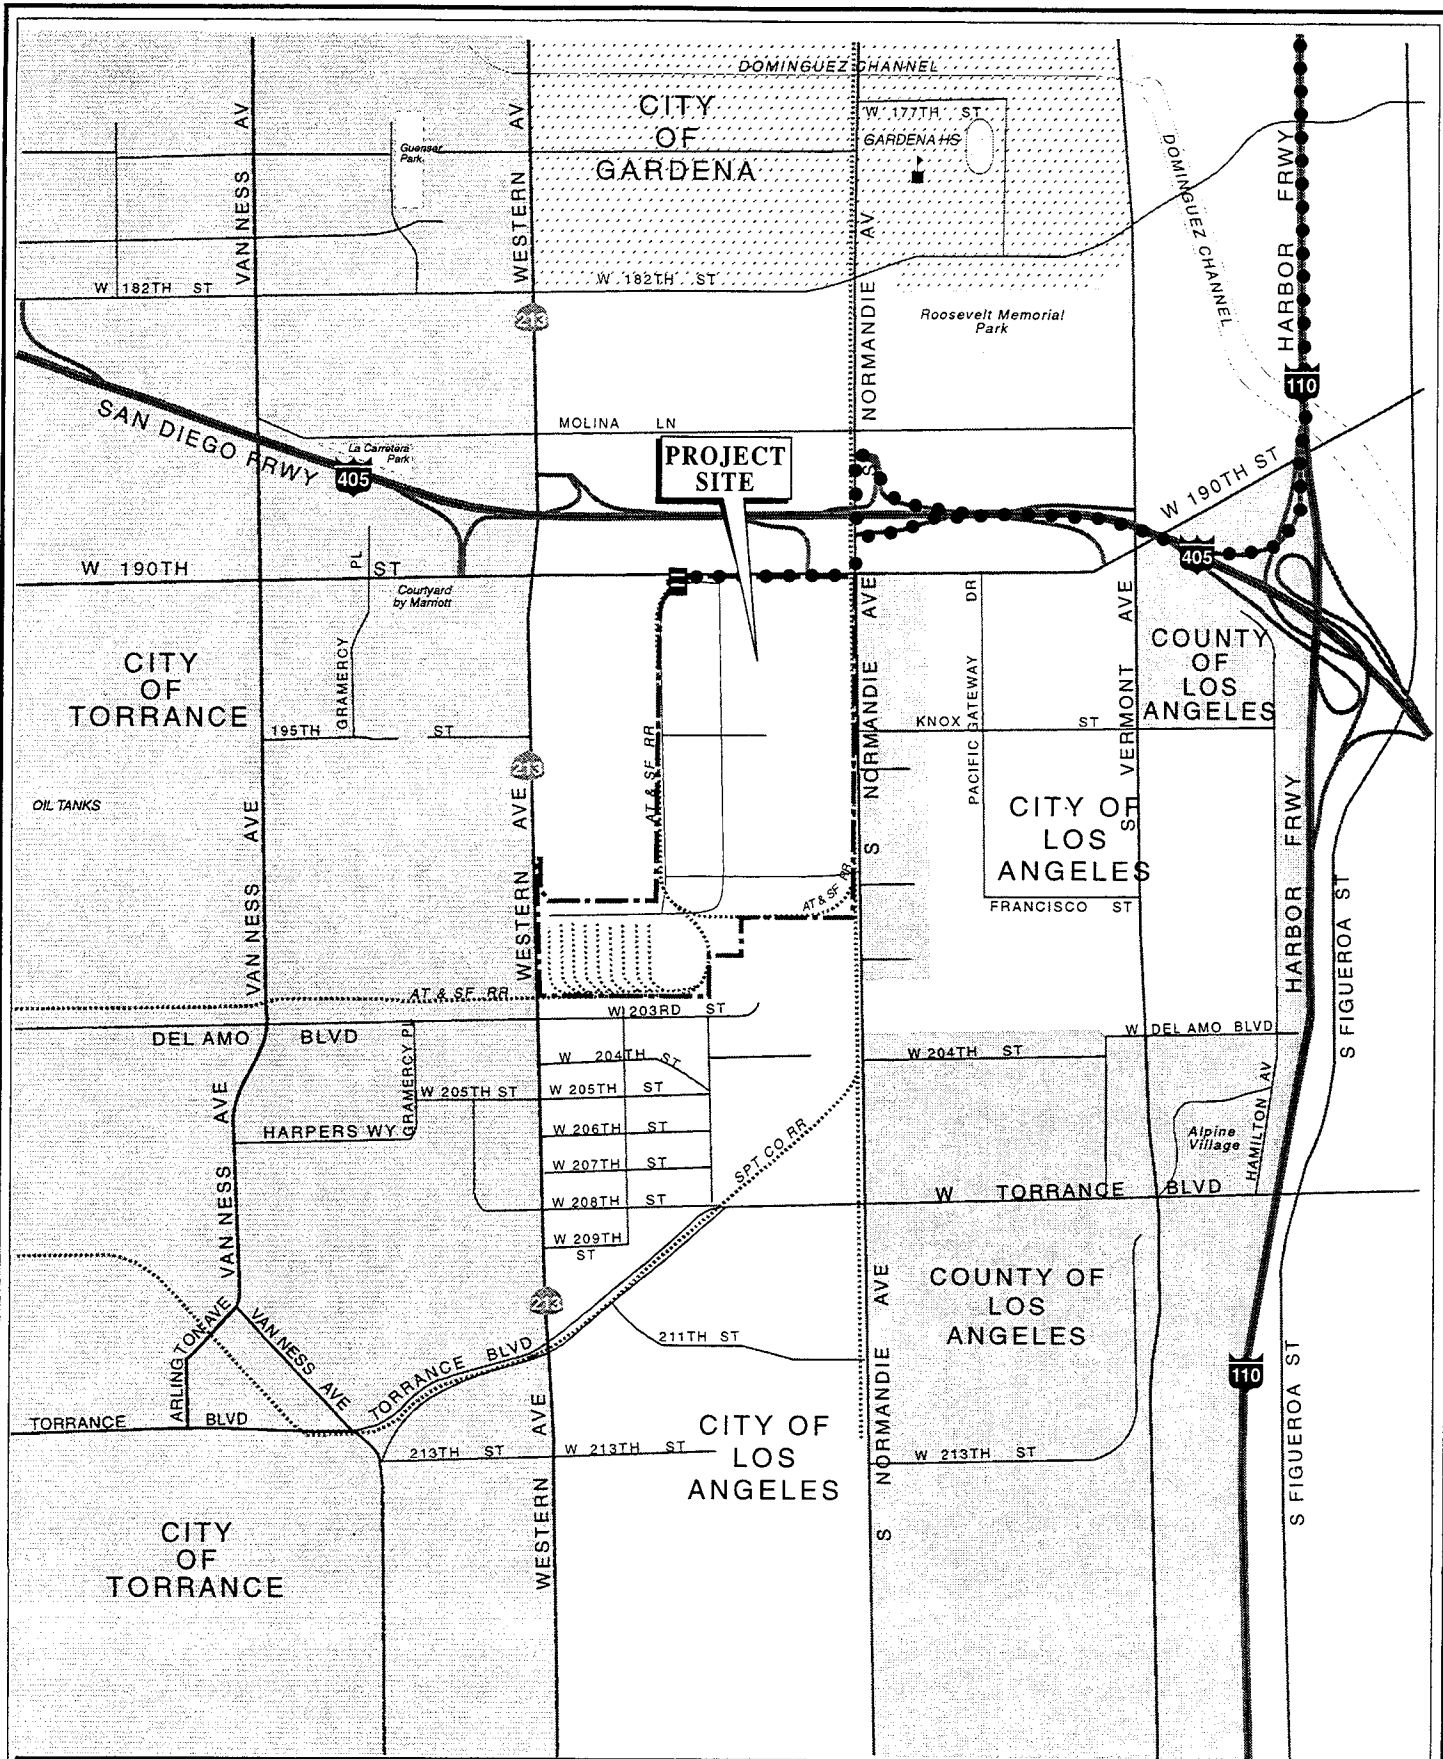 DOMINGUEZ CHANNEL
CITY
OF
GARDENA
VAN NESS AV
WESTERN AV
Guenser
Park
W 177TH ST
GARDENA HS
HARBOR FRWY
DOMINGUEZ CHANNEL
NORMANDIE AV
W 182TH ST
W 182TH ST
213
Roosevelt Memorial
Park
110
SAN DIEGO FRWY
MOLINA LN
La Carretera
Park
405
PROJECT
SITE
S
W 190TH ST
405
W 190TH ST
Courtyard
by Marriott
GRAMERCY PL
CITY
OF
TORRANCE
195TH ST
AT & SF RR
S NORMANDIE AVE
PACIFIC GATEWAY DR
KNOX ST
S VERMONT AVE
COUNTY
OF
LOS
ANGELES
213
OIL TANKS
VAN NESS AVE
WESTERN AVE
CITY OF
LOS
ANGELES
HARBOR FRWY
AT & SF RR
FRANCISCO ST
S FIGUEROA ST
AT & SF RR
W 203RD ST
DEL AMO BLVD
W DEL AMO BLVD
GRAMERCY PL
W 204TH ST
W 204TH ST
W 205TH ST
W 205TH ST
VAN NESS AVE
HARPERS WY
W 206TH ST
W 207TH ST
W 208TH ST
W 209TH
ST
SPT CO RR
Alpine
Village
HAMILTON AV
W TORRANCE BLVD
COUNTY OF
LOS
ANGELES
213
ARLINGTON AVE
VAN NESS AVE
TORRANCE BLVD
211TH ST
110
TORRANCE BLVD
213TH ST
W 213TH ST
W 213TH ST
CITY OF
LOS
ANGELES
WESTERN AVE
S NORMANDIE AVE
S FIGUEROA ST
CITY
OF
TORRANCE